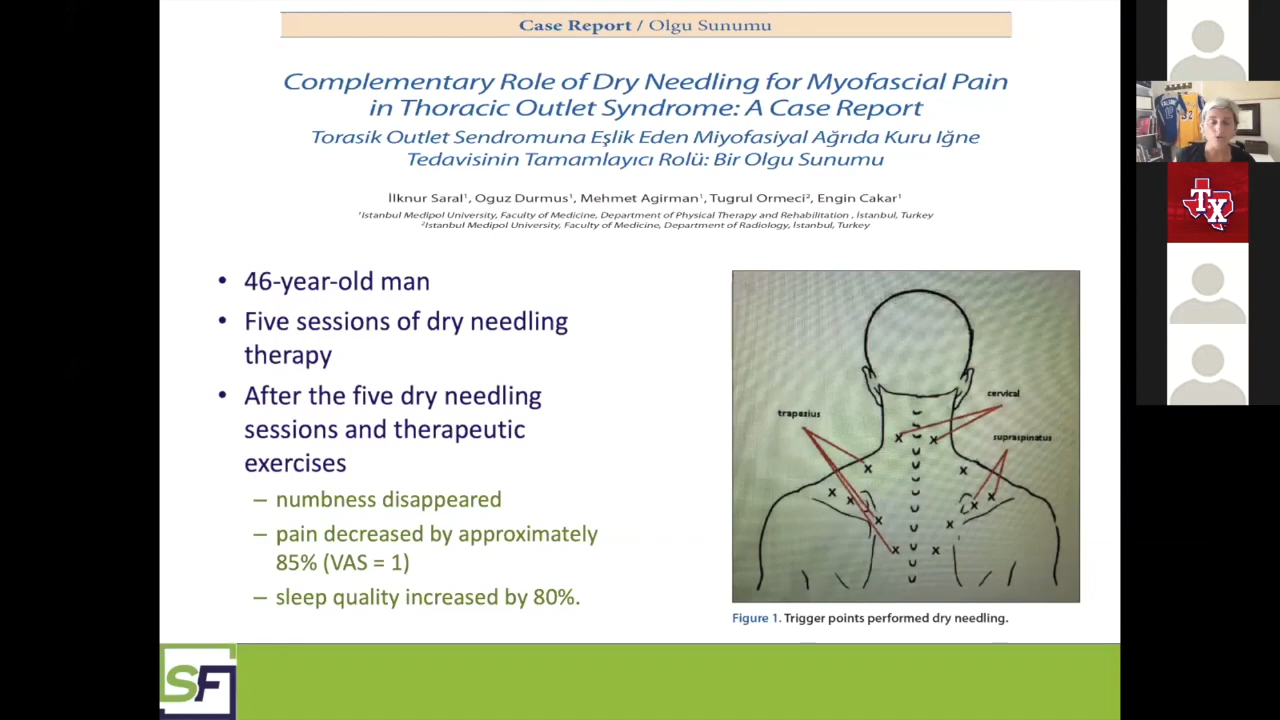 Case Report / Olgu Sunumu
Complementary Role of Dry Needling for Myofascial Pain
in Thoracic Outlet Syndrome: A Case Report
Torasik Outlet Sendromuna Eşlik Eden Miyofasiyal Ağrıda Kuru Iğne
Tedavisinin Tamamlayıcı Rolü: Bir Olgu Sunumu
İlknur Saral¹, Oguz Durmus¹, Mehmet Agirman¹, Tugrul Ormeci², Engin Cakar¹
¹Istanbul Medipol University, Faculty of Medicine, Department of Physical Therapy and Rehabilitation , İstanbul, Turkey
²Istanbul Medipol University, Faculty of Medicine, Department of Radiology, İstanbul, Turkey
• 46-year-old man
• Five sessions of dry needling
therapy
• After the five dry needling
sessions and therapeutic
exercises
– numbness disappeared
– pain decreased by approximately
85% (VAS = 1)
– sleep quality increased by 80%.
cervical
trapezius
supraspinatus
Figure 1. Trigger points performed dry needling.
SF
TX